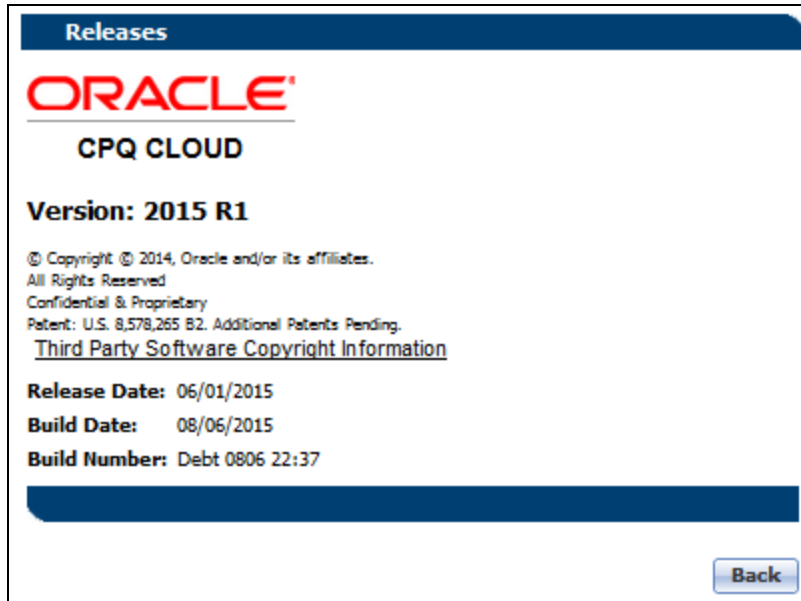 Releases
ORACLE
CPQ CLOUD
Version: 2015 R1
© Copyright © 2014, Oracle and/or its affiliates.
All Rights Reserved
Confidential & Proprietary
Patent: U.S. 8,578,265 B2. Additional Patents Pending.
Third Party Software Copyright Information
Release Date: 06/01/2015
Build Date: 08/06/2015
Build Number: Debt 0806 22:37
Back